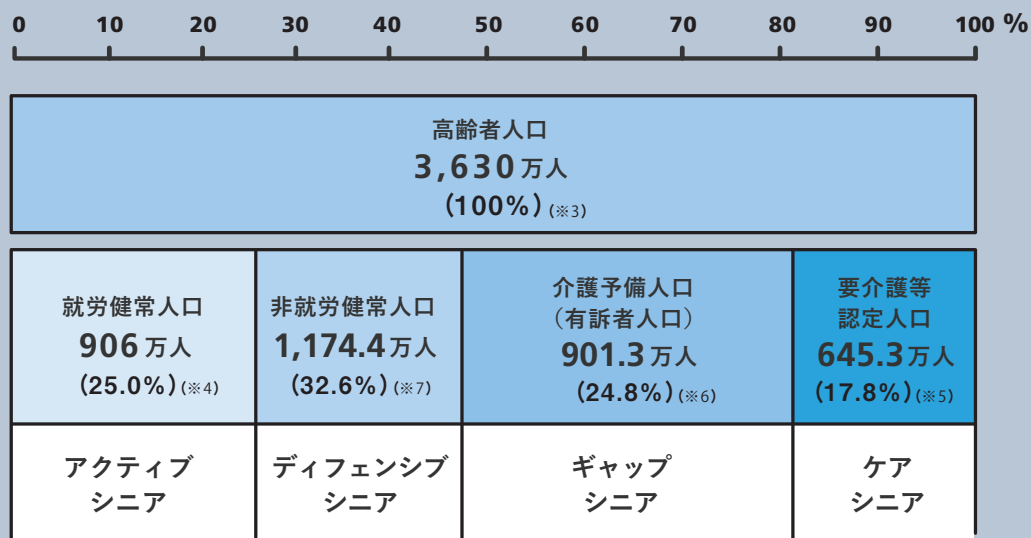 0 10 20 30 40 50 60 70 80 90 100 %
高齢者人口
3,630万人
(100%)(※3)
就労健常人口
906万人
(25.0%)(※4)
非就労健常人口
1,174.4万人
(32.6%)(※7)
介護予備人口
(有訴者人口)
901.3万人
(24.8%)(※6)
要介護等
認定人口
645.3万人
(17.8%)(※5)
アクティブ
シニア
ディフェンシブ
シニア
ギャップ
シニア
ケア
シニア